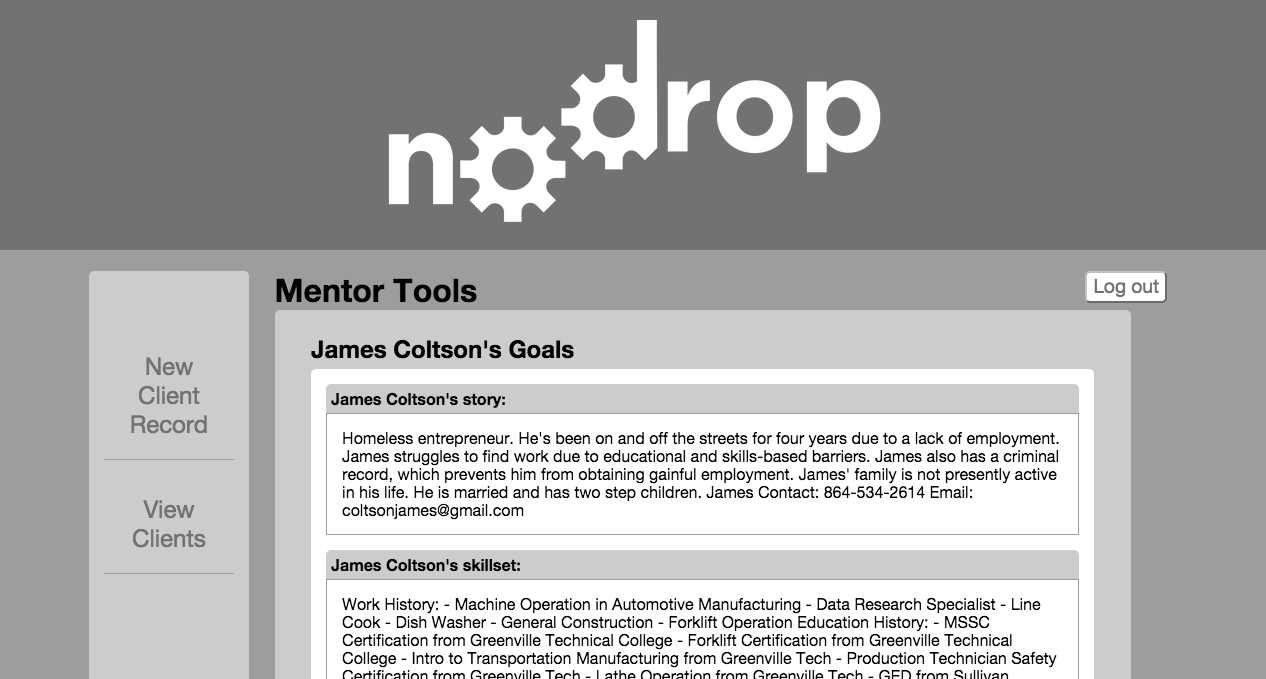 nodrop
Mentor Tools
Log out
New
Client
Record
View
Clients
James Coltson's Goals
James Coltson's story:
Homeless entrepreneur. He's been on and off the streets for four years due to a lack of employment.
James struggles to find work due to educational and skills-based barriers. James also has a criminal
record, which prevents him from obtaining gainful employment. James' family is not presently active
in his life. He is married and has two step children. James Contact: 864-534-2614 Email:
coltsonjames@gmail.com
James Coltson's skillset:
Work History: - Machine Operation in Automotive Manufacturing - Data Research Specialist - Line
Cook - Dish Washer - General Construction - Forklift Operation Education History: - MSSC
Certification from Greenville Technical College - Forklift Certification from Greenville Technical
College - Intro to Transportation Manufacturing from Greenville Tech - Production Technician Safety
Certification from Greenville Tech - Lathe Operation from Greenville Tech - GED from Sullivan